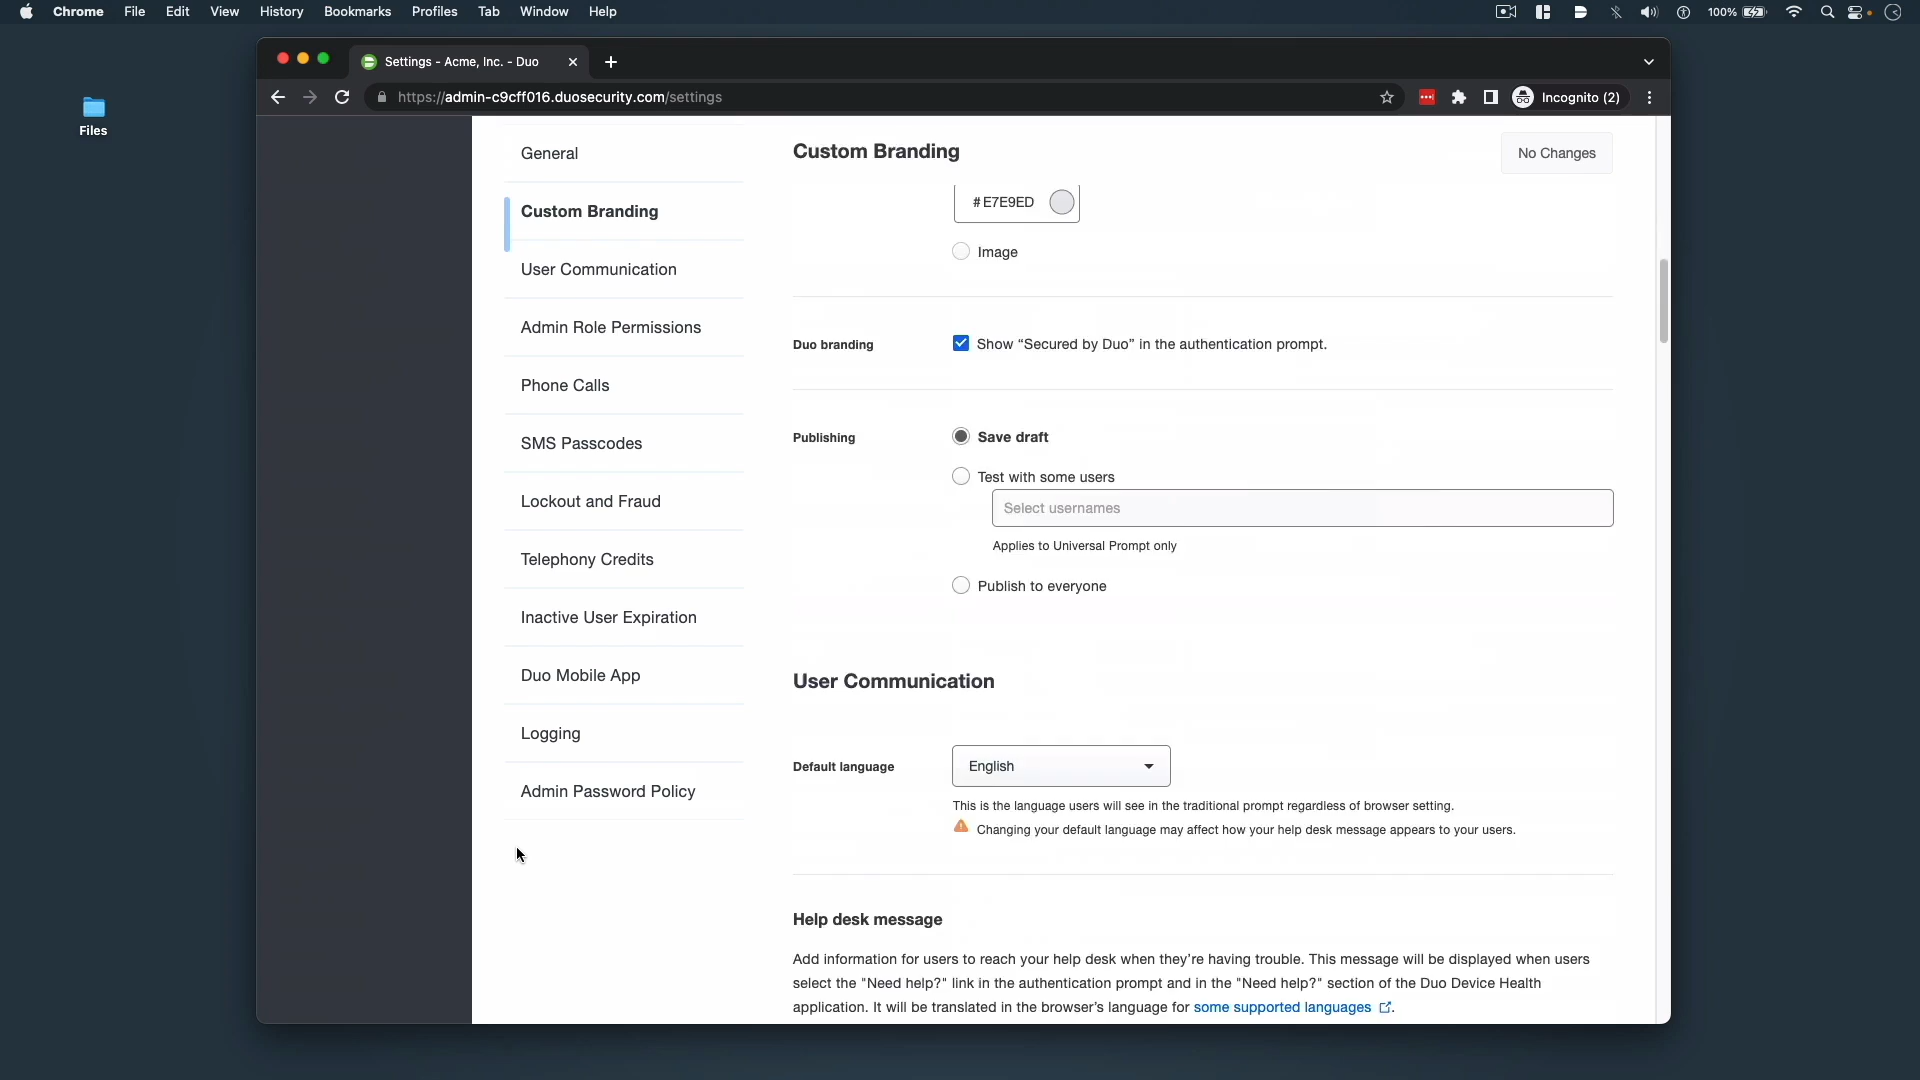 Chrome File Edit View History Bookmarks Profiles Tab Window Help
100%
Settings - Acme, Inc. - Duo
https://admin-c9cff016.duosecurity.com/settings
Incognito (2)
Files
General
Custom Branding
User Communication
Admin Role Permissions
Phone Calls
SMS Passcodes
Lockout and Fraud
Telephony Credits
Inactive User Expiration
Duo Mobile App
Logging
Admin Password Policy
Custom Branding
No Changes
# E7E9ED
Image
Duo branding
Show “Secured by Duo” in the authentication prompt.
Publishing
Save draft
Test with some users
Select usernames
Applies to Universal Prompt only
Publish to everyone
User Communication
Default language
English
This is the language users will see in the traditional prompt regardless of browser setting.
Changing your default language may affect how your help desk message appears to your users.
Help desk message
Add information for users to reach your help desk when they’re having trouble. This message will be displayed when users
select the "Need help?" link in the authentication prompt and in the "Need help?" section of the Duo Device Health
application. It will be translated in the browser’s language for some supported languages.